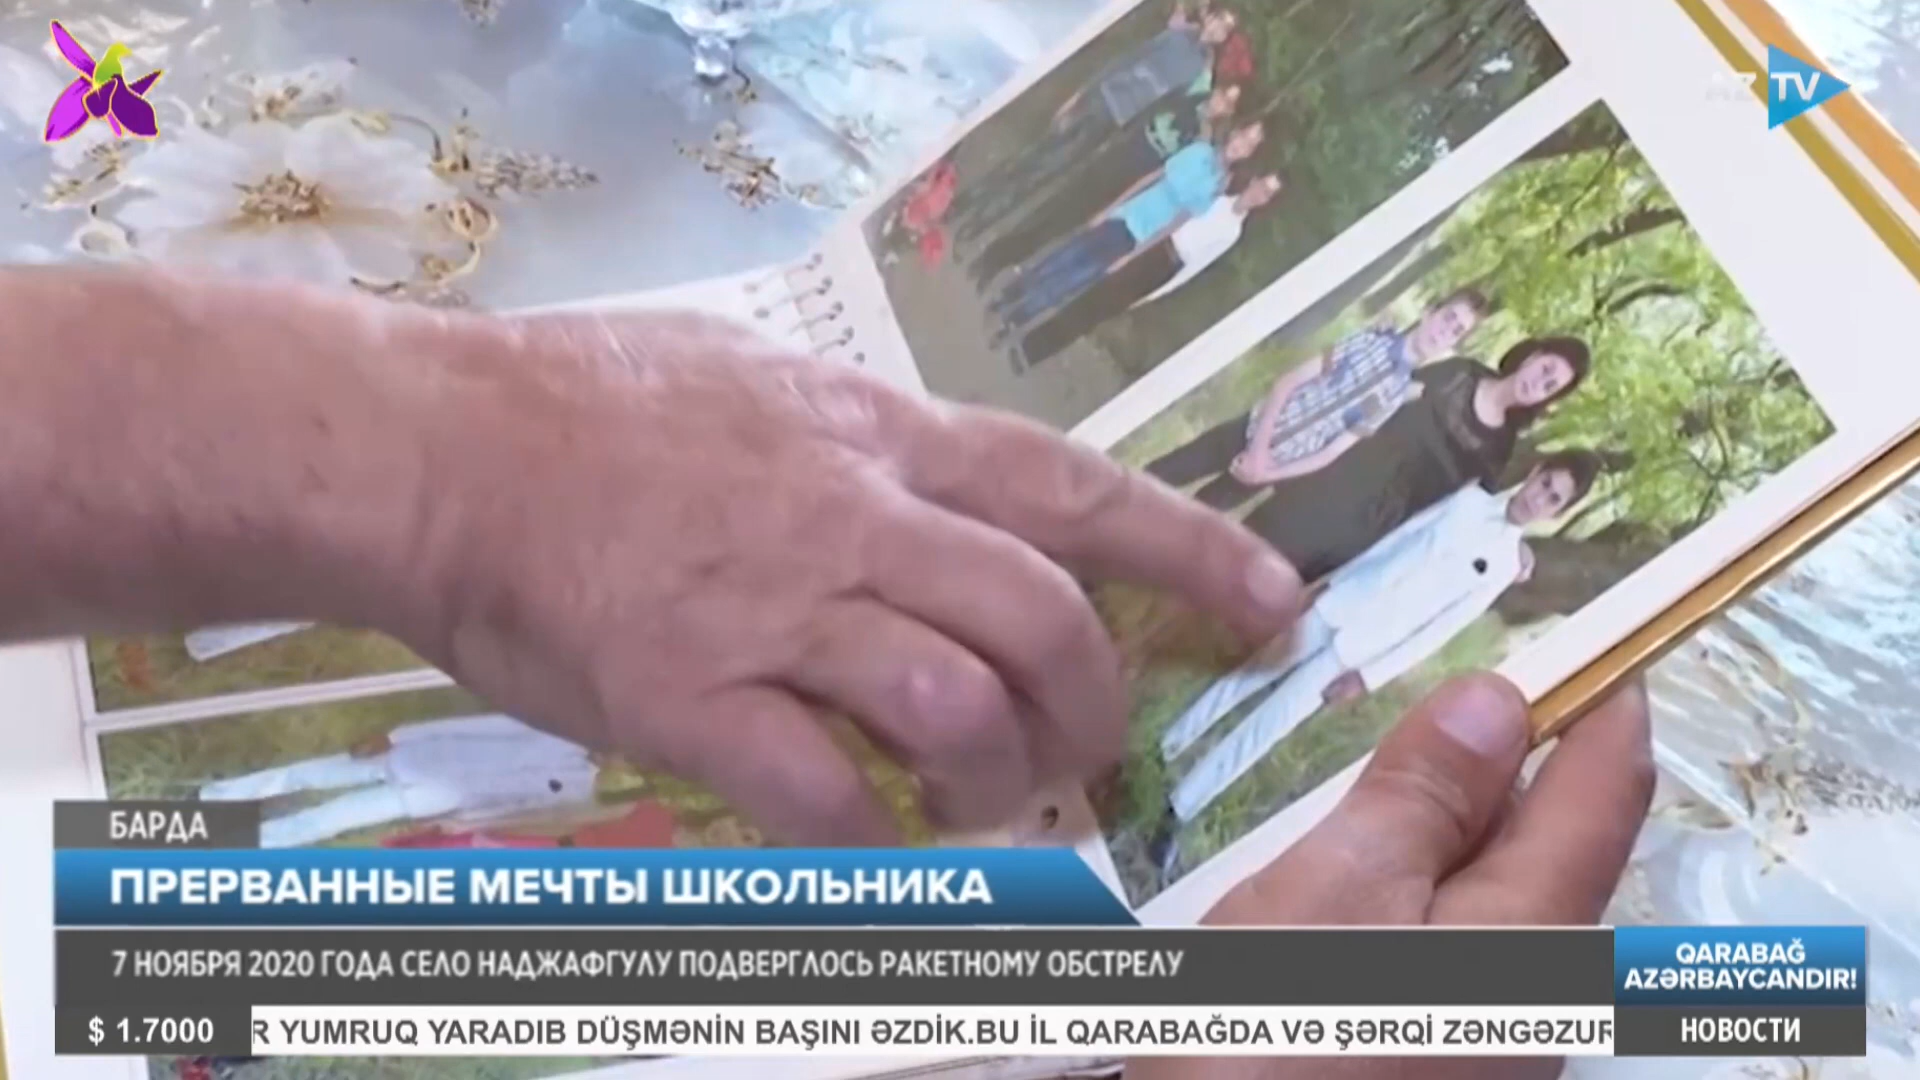 AZ TV
БАРДА
ПРЕРВАННЫЕ МЕЧТЫ ШКОЛЬНИКА
7 НОЯБРЯ 2020 ГОДА СЕЛО НАДЖАФГУЛУ ПОДВЕРГЛОСЬ РАКЕТНОМУ ОБСТРЕЛУ
QARABAĞ
AZƏRBAYCANDIR!
$ 1.7000
R YUMRUQ YARADIB DÜŞMƏNİN BAŞINI ƏZDİK.BU İL QARABAĞDA VƏ ŞƏRQİ ZƏNGƏZUR
НОВОСТИ